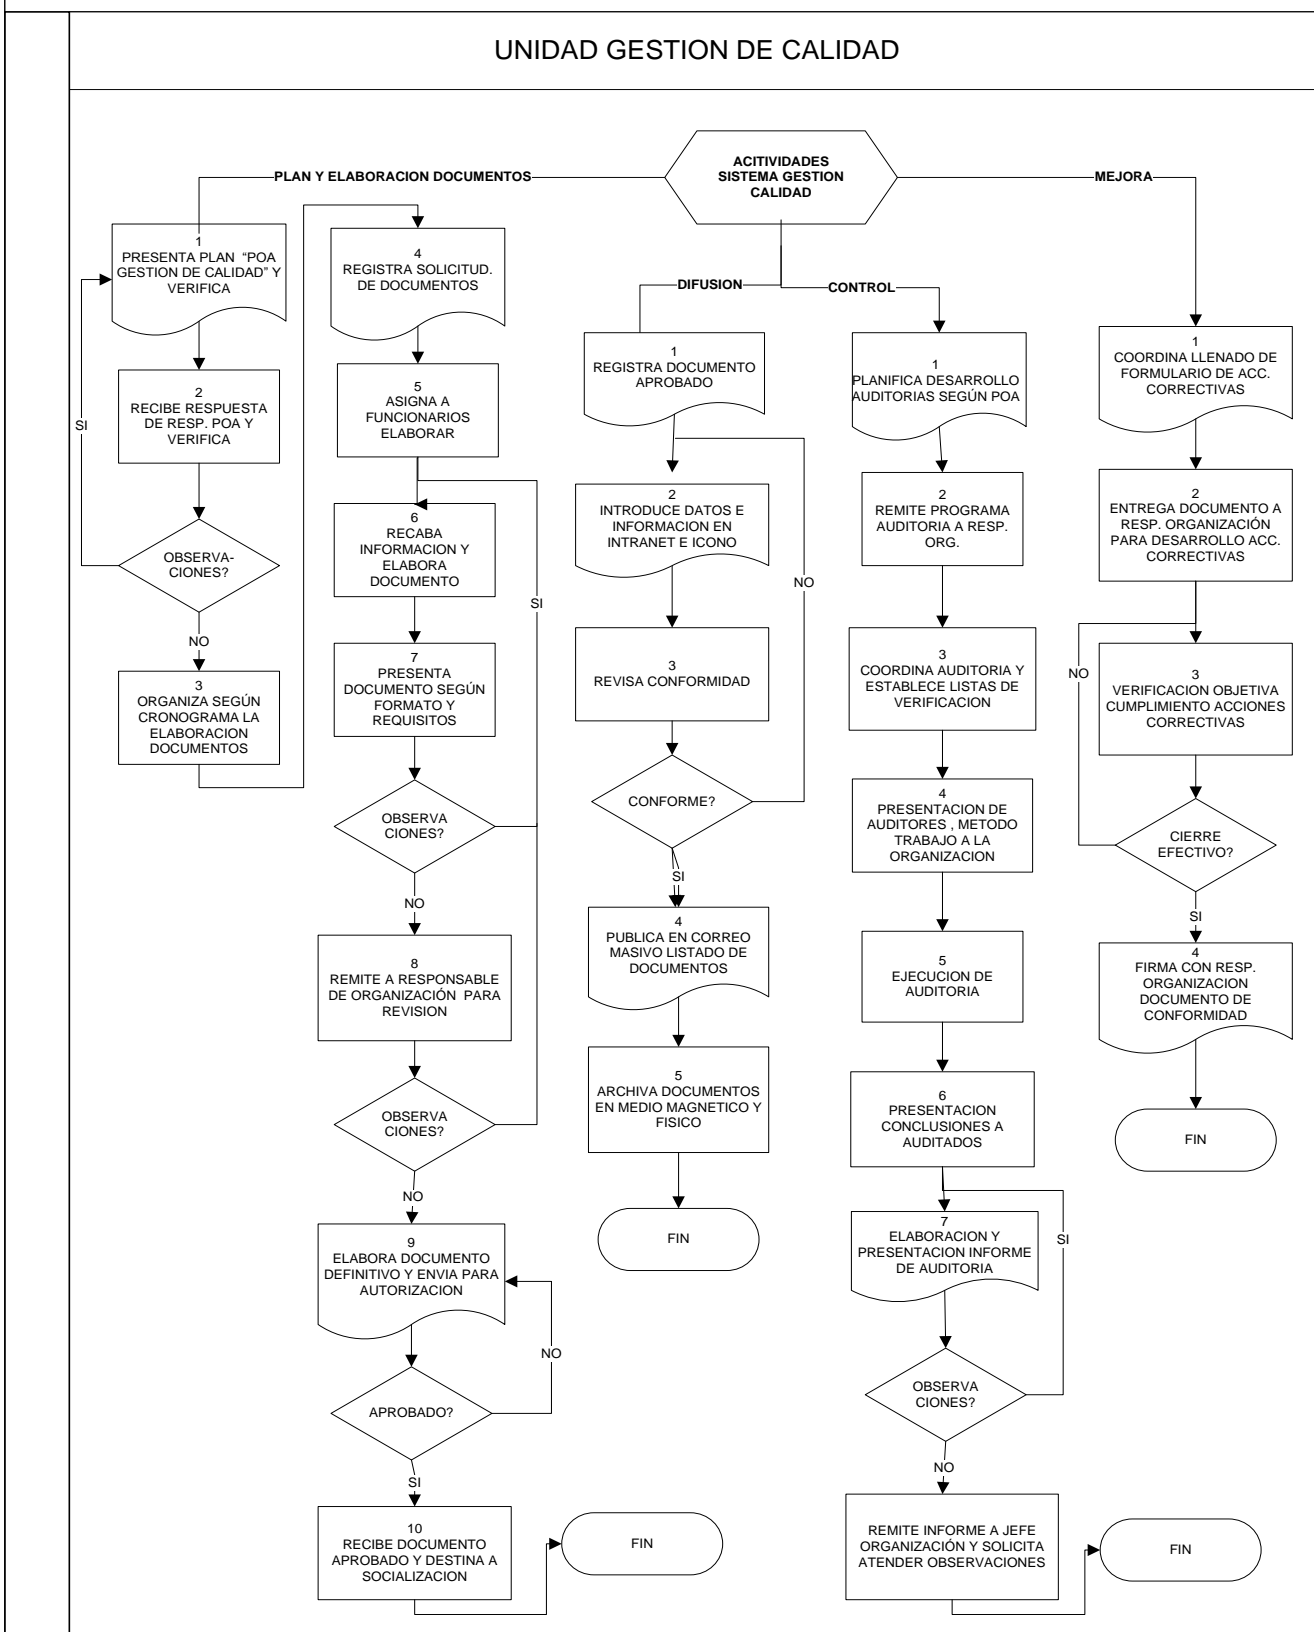 UNIDAD GESTION DE CALIDAD
ACITIVIDADES
SISTEMA GESTION
CALIDAD
PLAN Y ELABORACION DOCUMENTOS
DIFUSION
CONTROL
MEJORA
1
PRESENTA PLAN “POA
GESTION DE CALIDAD” Y
VERIFICA
2
RECIBE RESPUESTA
DE RESP. POA Y
VERIFICA
SI
OBSERVA-
CIONES?
NO
3
ORGANIZA SEGÚN
CRONOGRAMA LA
ELABORACION
DOCUMENTOS
4
REGISTRA SOLICITUD.
DE DOCUMENTOS
5
ASIGNA A
FUNCIONARIOS
ELABORAR
6
RECABA
INFORMACION Y
ELABORA
DOCUMENTO
SI
7
PRESENTA
DOCUMENTO SEGÚN
FORMATO Y
REQUISITOS
OBSERVA
CIONES?
NO
8
REMITE A RESPONSABLE
DE ORGANIZACIÓN PARA
REVISION
OBSERVA
CIONES?
NO
9
ELABORA DOCUMENTO
DEFINITIVO Y ENVIA PARA
AUTORIZACION
NO
APROBADO?
SI
10
RECIBE DOCUMENTO
APROBADO Y DESTINA A
SOCIALIZACION
FIN
1
REGISTRA DOCUMENTO
APROBADO
2
INTRODUCE DATOS E
INFORMACION EN
INTRANET E ICONO
NO
3
REVISA CONFORMIDAD
CONFORME?
SI
4
PUBLICA EN CORREO
MASIVO LISTADO DE
DOCUMENTOS
5
ARCHIVA DOCUMENTOS
EN MEDIO MAGNETICO Y
FISICO
FIN
1
PLANIFICA DESARROLLO
AUDITORIAS SEGÚN POA
2
REMITE PROGRAMA
AUDITORIA A RESP.
ORG.
3
COORDINA AUDITORIA Y
ESTABLECE LISTAS DE
VERIFICACION
4
PRESENTACION DE
AUDITORES , METODO
TRABAJO A LA
ORGANIZACION
5
EJECUCION DE
AUDITORIA
6
PRESENTACION
CONCLUSIONES A
AUDITADOS
7
ELABORACION Y
PRESENTACION INFORME
DE AUDITORIA
SI
OBSERVA
CIONES?
NO
REMITE INFORME A JEFE
ORGANIZACIÓN Y SOLICITA
ATENDER OBSERVACIONES
FIN
1
COORDINA LLENADO DE
FORMULARIO DE ACC.
CORRECTIVAS
2
ENTREGA DOCUMENTO A
RESP. ORGANIZACIÓN
PARA DESARROLLO ACC.
CORRECTIVAS
NO
3
VERIFICACION OBJETIVA
CUMPLIMIENTO ACCIONES
CORRECTIVAS
CIERRE
EFECTIVO?
SI
4
FIRMA CON RESP.
ORGANIZACION
DOCUMENTO DE
CONFORMIDAD
FIN